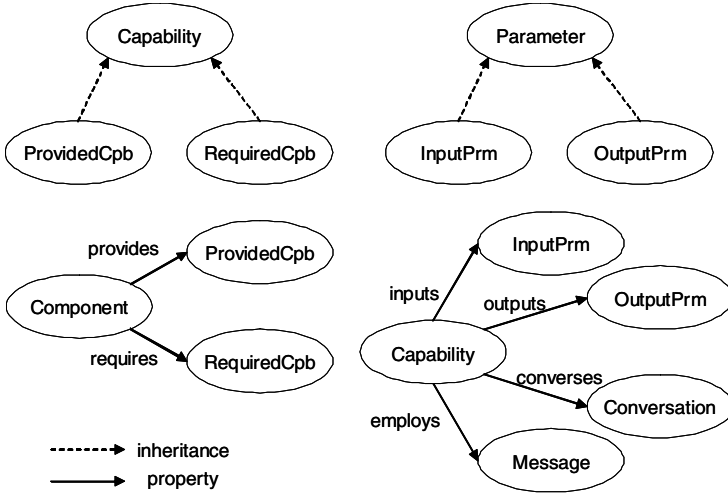 Capability
Parameter
ProvidedCpb
RequiredCpb
InputPrm
OutputPrm
provides
ProvidedCpb
Component
requires
RequiredCpb
InputPrm
inputs
outputs
OutputPrm
Capability
converses
Conversation
employs
Message
inheritance
property